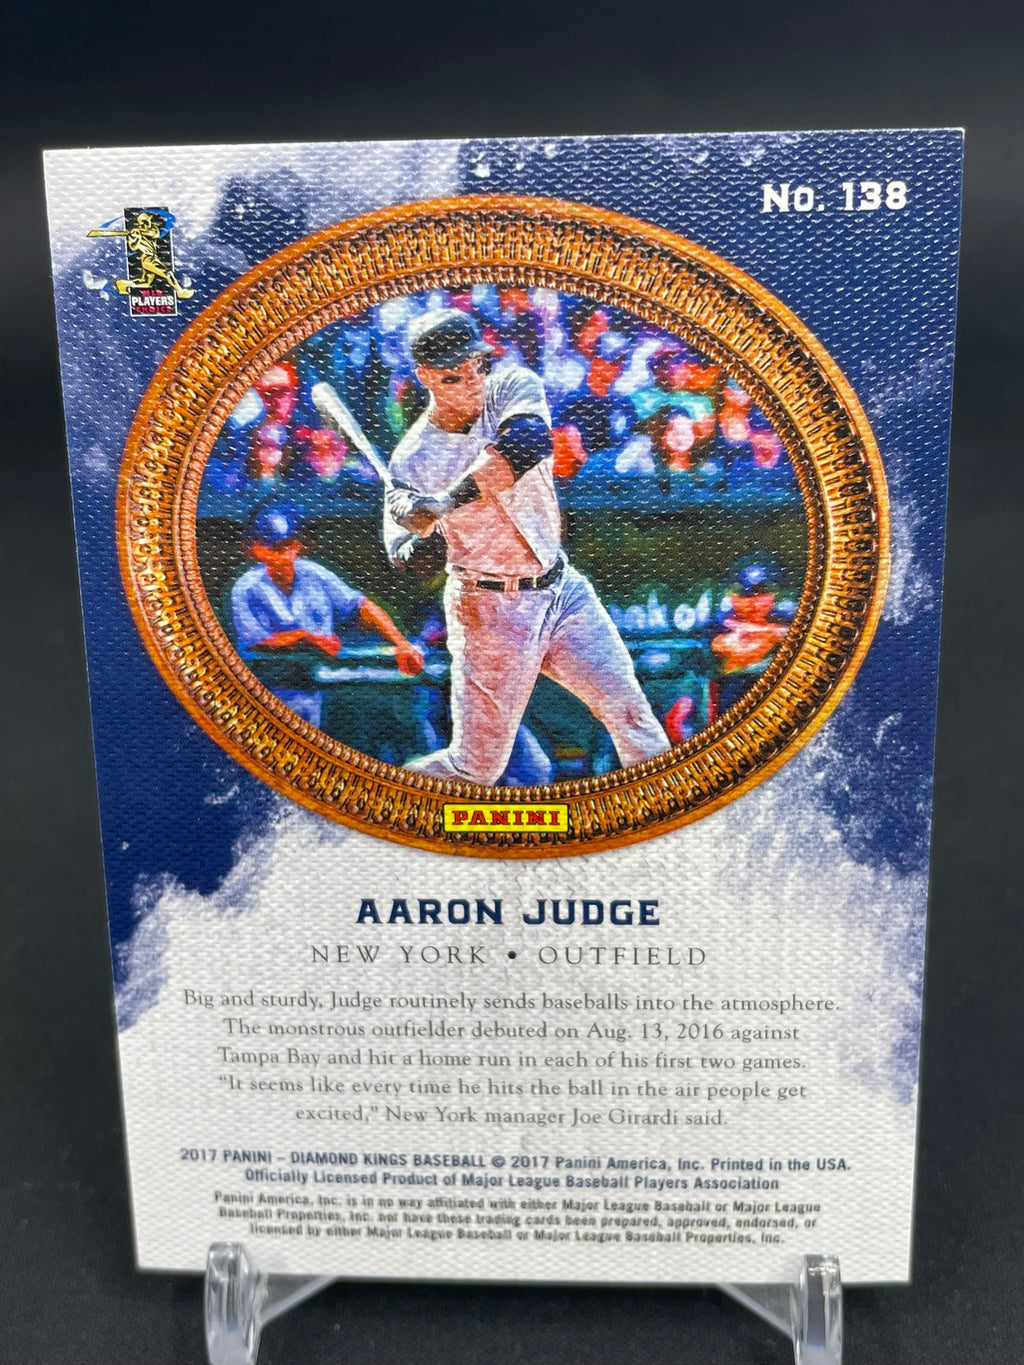 No. 138
MLB
PLAYERS
CHOICE
nk of
PANINI
AARON JUDGE
NEW YORK • OUTFIELD
Big and sturdy, Judge routinely sends baseballs into the atmosphere.
The monstrous outfielder debuted on Aug. 13, 2016 against
Tampa Bay and hit a home run in each of his first two games.
“It seems like every time he hits the ball in the air people get
excited,” New York manager Joe Girardi said.
2017 PANINI – DIAMOND KINGS BASEBALL © 2017 Panini America, Inc. Printed in the USA.
Officially Licensed Product of Major League Baseball Players Association
Panini America, Inc. is in no way affiliated with either Major League Baseball or Major League
Baseball Properties, Inc. nor have these trading cards been prepared, approved, endorsed, or
licensed by either Major League Baseball or Major League Baseball Properties, Inc.